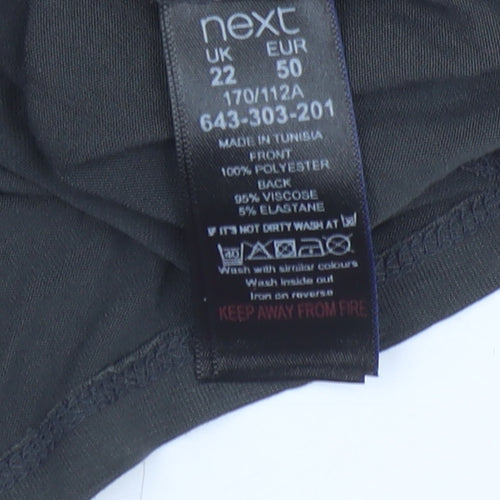 next
UK EUR
22 50
170/112A
643-303-201
MADE IN TUNISIA
FRONT
100% POLYESTER
BACK
95% VISCOSE
5% ELASTANE
IF IT'S NOT DIRTY WASH AT
40
Wash with similar colours
Wash inside out
Iron on reverse
KEEP AWAY FROM FIRE